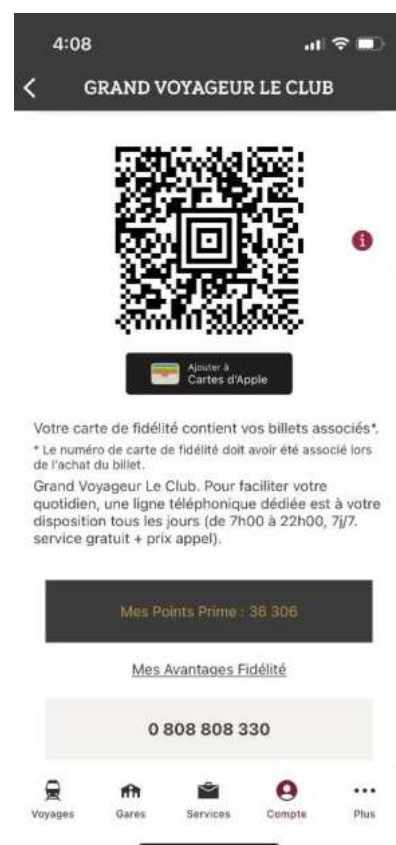 4:08
GRAND VOYAGEUR LE CLUB
Ajouter à
Cartes d'Apple
Votre carte de fidélité contient vos billets associés*.
* Le numéro de carte de fidélité doit avoir été associé lors
de l'achat du billet.
Grand Voyageur Le Club. Pour faciliter votre
quotidien, une ligne téléphonique dédiée est à votre
disposition tous les jours (de 7h00 à 22h00, 7j/7.
service gratuit + prix appel).
Mes Points Prime : 36 306
Mes Avantages Fidélité
0 808 808 330
Voyages Gares Services Compte Plus